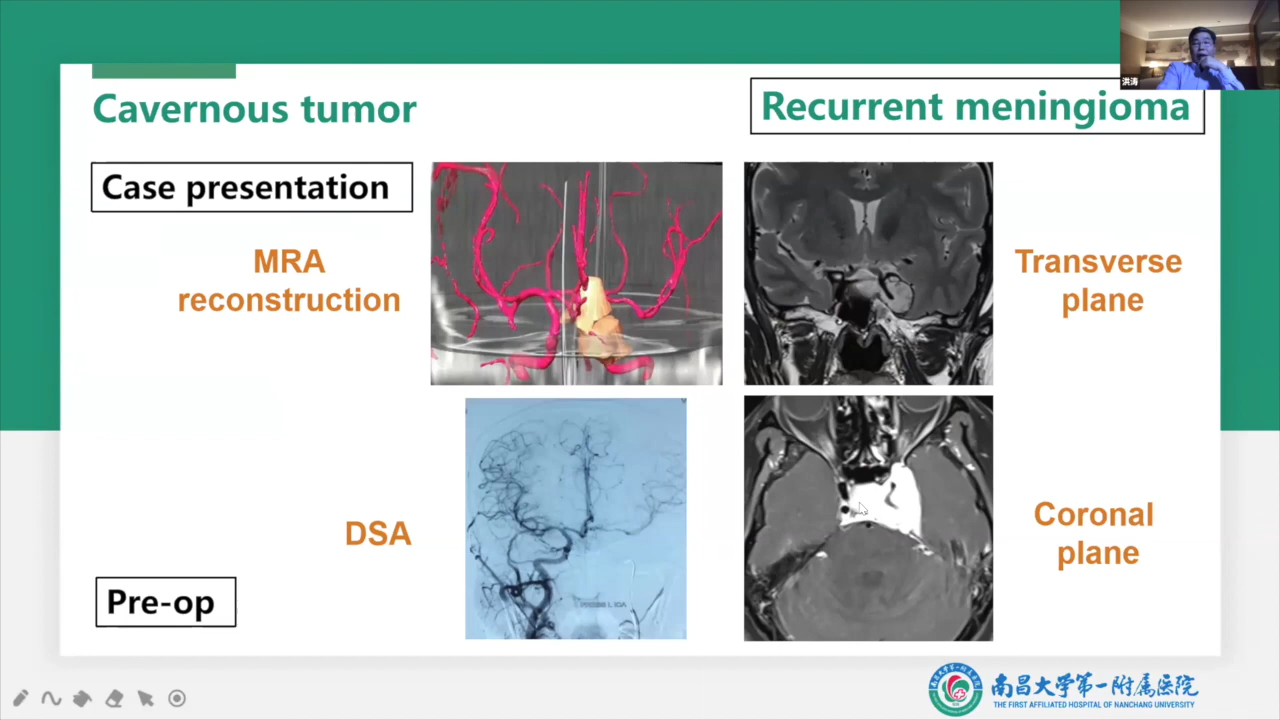 洪涛
Cavernous tumor
Recurrent meningioma
Case presentation
MRA
reconstruction
Transverse
plane
DSA
Coronal
plane
Pre-op
南昌大学第一附属医院
THE FIRST AFFILIATED HOSPITAL OF NANCHANG UNIVERSITY